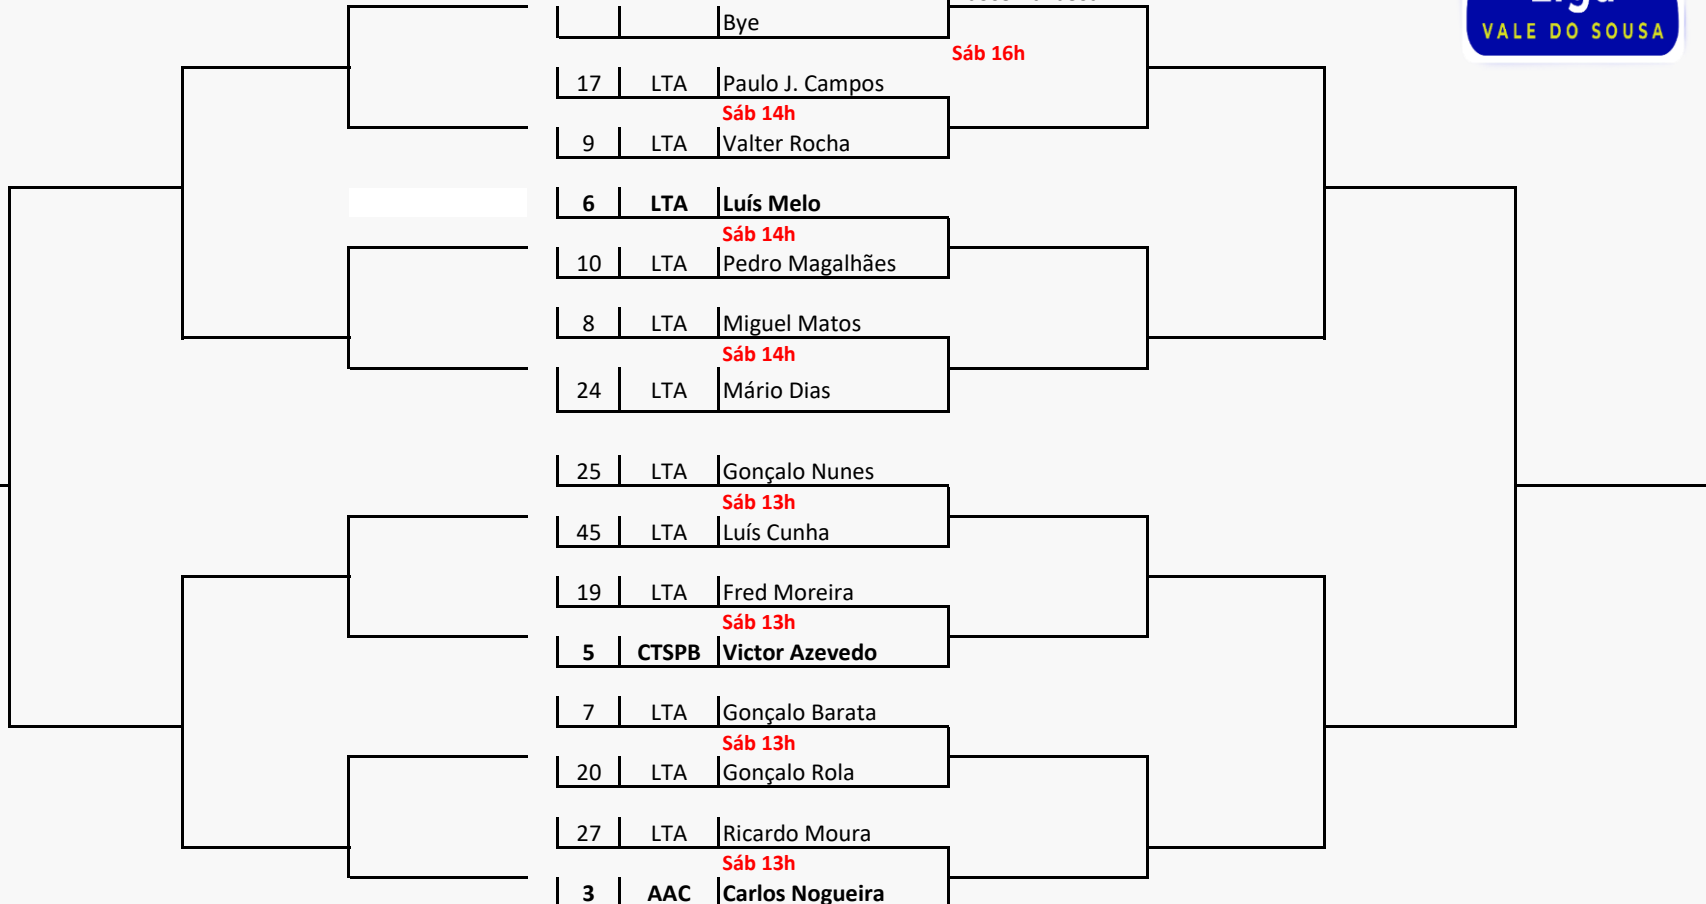 Bye
VALE DO SOUSA
Sáb 16h
17 LTA Paulo J. Campos
Sáb 14h
9 LTA Valter Rocha
6 LTA Luís Melo
Sáb 14h
10 LTA Pedro Magalhães
8 LTA Miguel Matos
Sáb 14h
24 LTA Mário Dias
25 LTA Gonçalo Nunes
Sáb 13h
45 LTA Luís Cunha
19 LTA Fred Moreira
Sáb 13h
5 CTSPB Victor Azevedo
7 LTA Gonçalo Barata
Sáb 13h
20 LTA Gonçalo Rola
27 LTA Ricardo Moura
Sáb 13h
3 AAC Carlos Nogueira